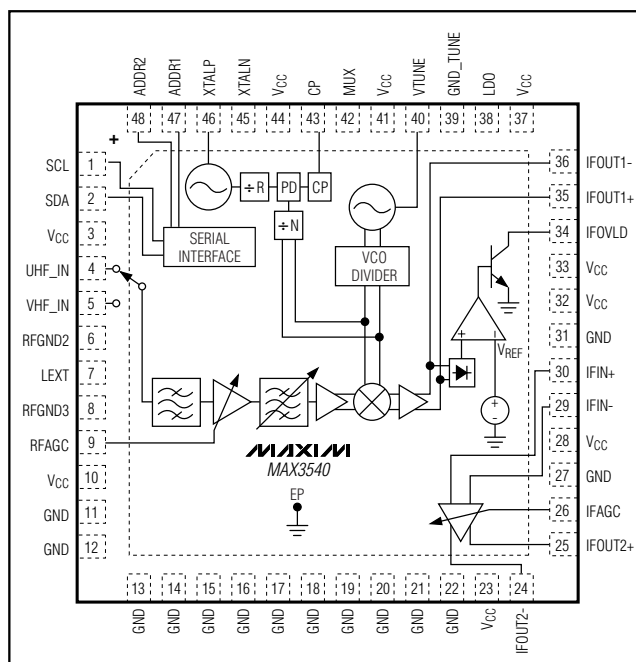 ADDR2
ADDR1
XTALP
XTALN
VCC
CP
MUX
VCC
VTUNE
GND_TUNE
LDO
VCC
48
47
46
45
44
43
42
41
40
39
38
37
+
SCL
1
SDA
2
VCC
3
UHF_IN
4
VHF_IN
5
RFGND2
6
LEXT
7
RFGND3
8
RFAGC
9
VCC
10
GND
11
GND
12
÷R
PD
CP
÷N
SERIAL
INTERFACE
VCO
DIVIDER
+
-
VREF
+
-
MAXIM
MAX3540
EP
36
IFOUT1-
35
IFOUT1+
34
IFOVLD
33
VCC
32
VCC
31
GND
30
IFIN+
29
IFIN-
28
VCC
27
GND
26
IFAGC
25
IFOUT2+
13
14
15
16
17
18
19
20
21
22
23
24
GND
GND
GND
GND
GND
GND
GND
GND
GND
GND
VCC
IFOUT2-